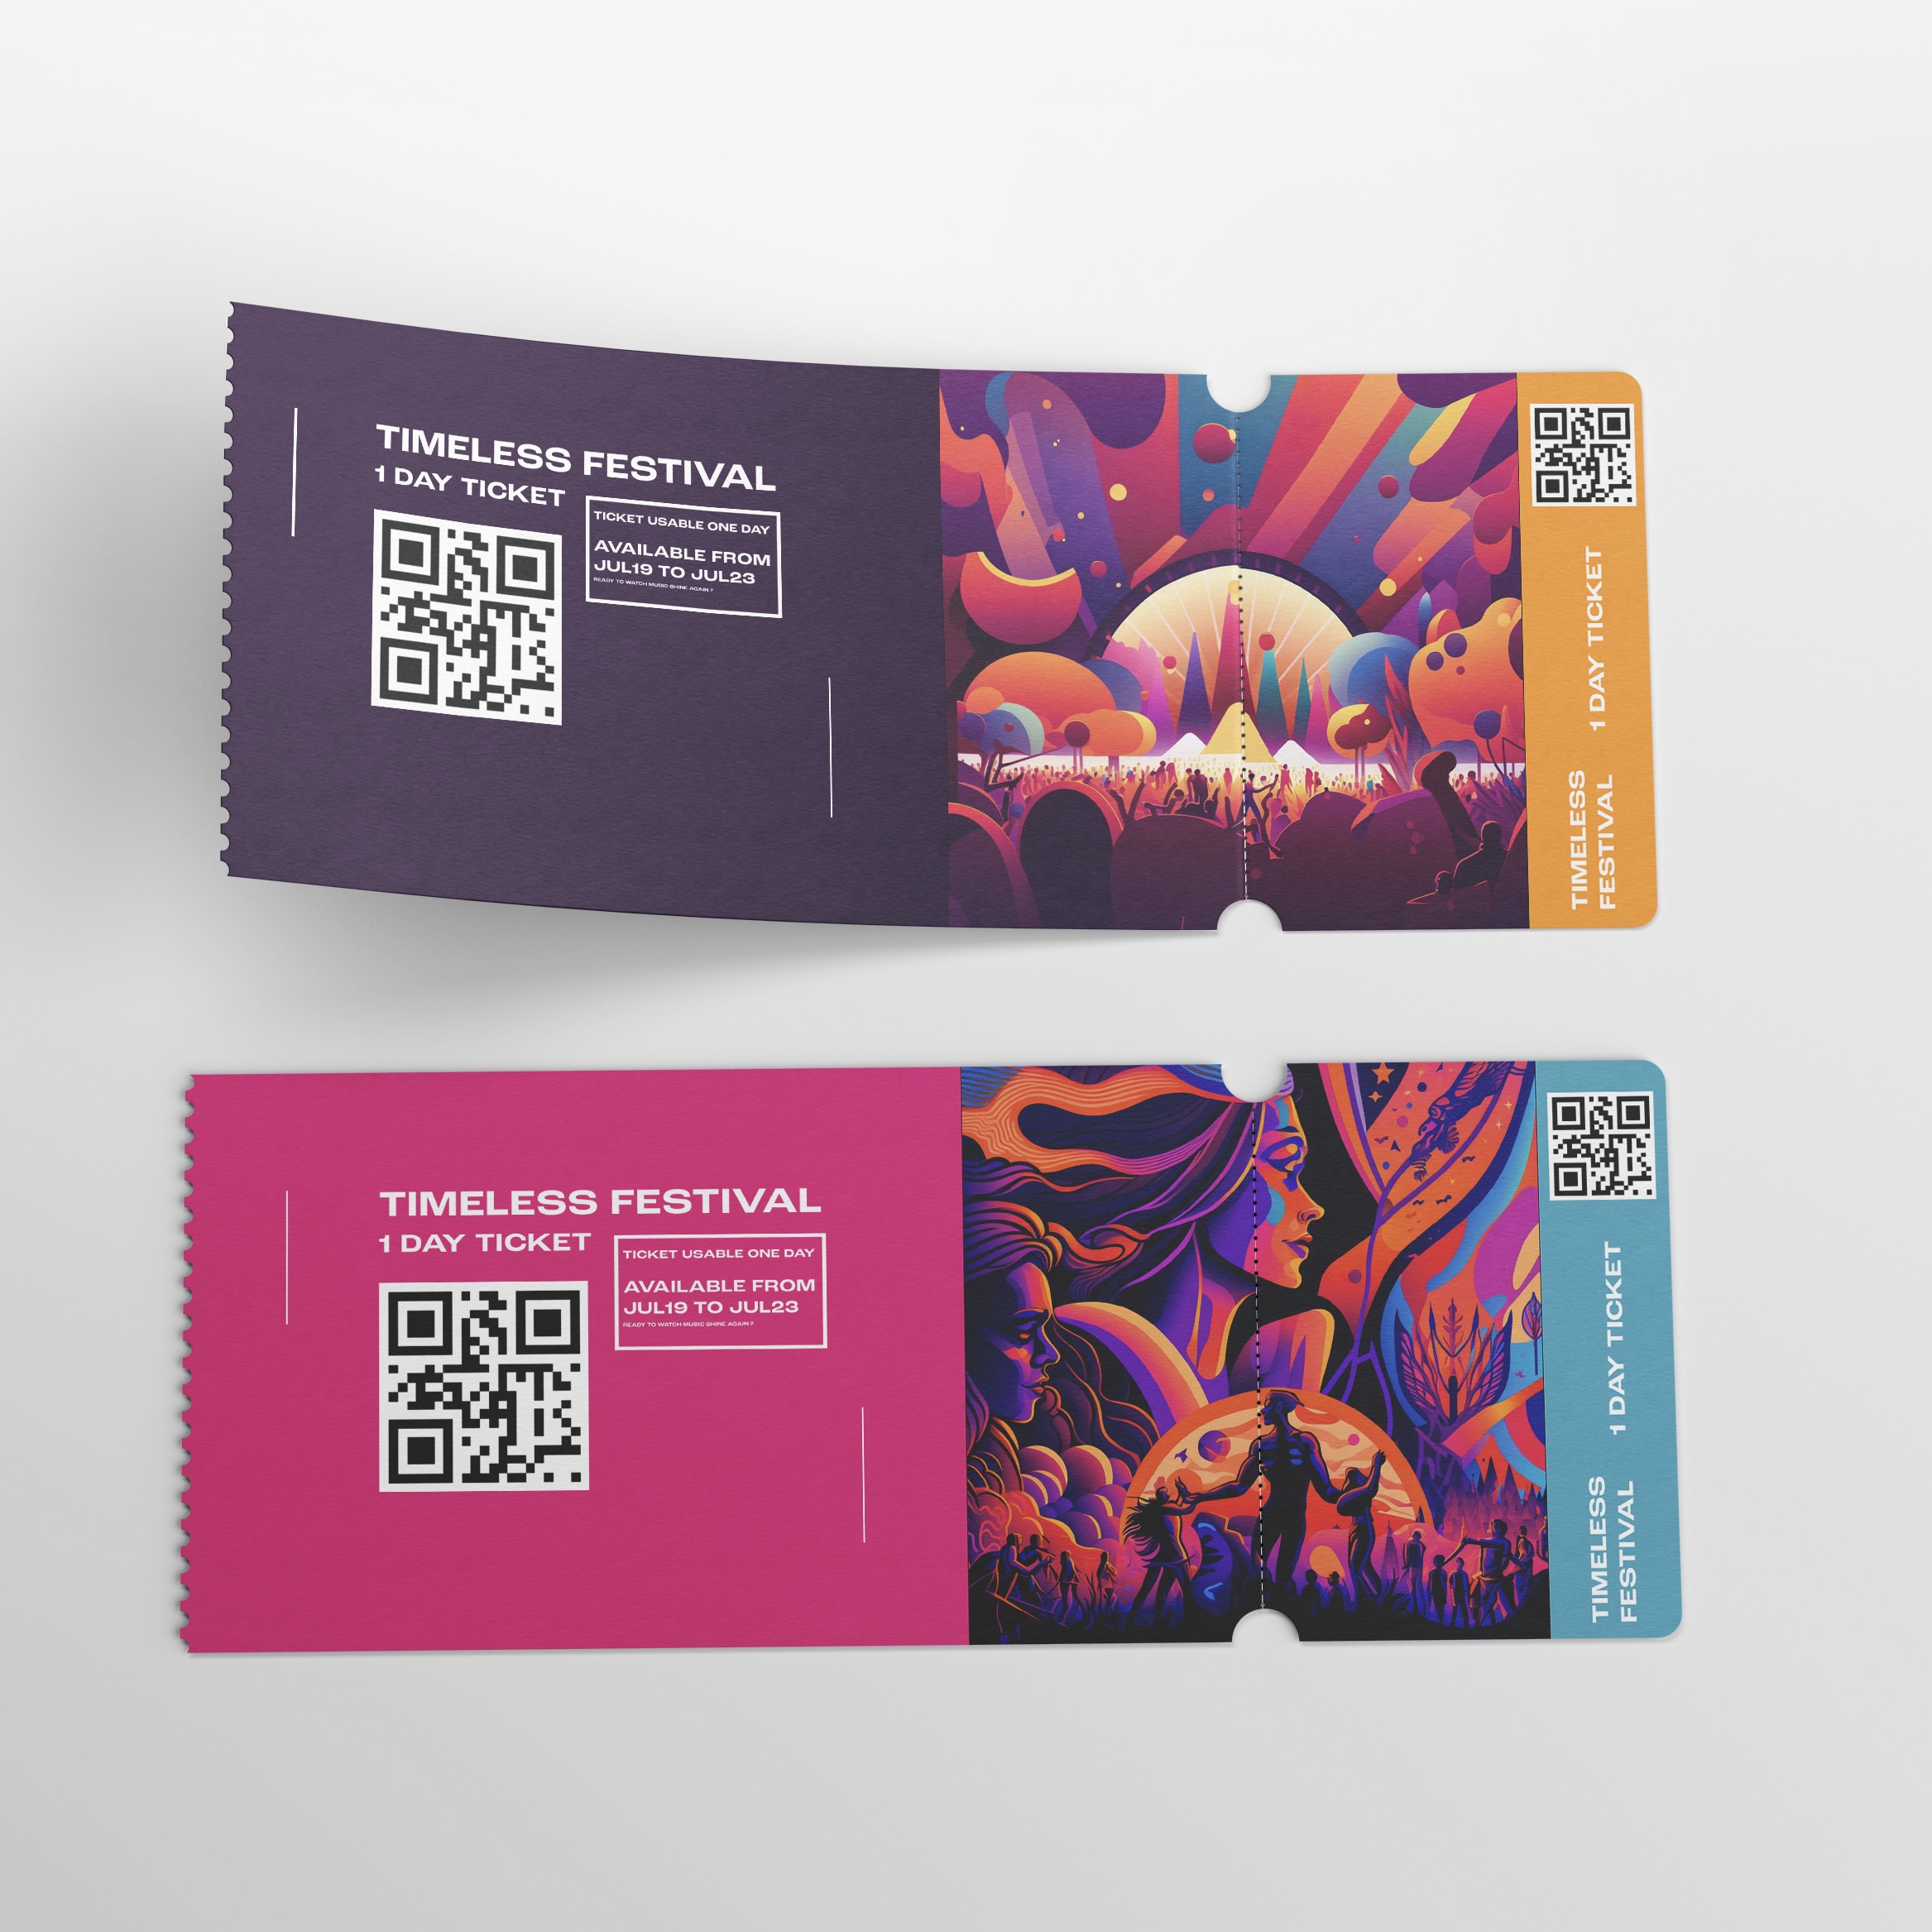 TIMELESS FESTIVAL
1 DAY TICKET
TICKET USABLE ONE DAY
AVAILABLE FROM
JUL19 TO JUL23
READY TO WATCH MUSIC SHINE AGAIN ?
1 DAY TICKET
TIMELESS
FESTIVAL
TIMELESS FESTIVAL
1 DAY TICKET
TICKET USABLE ONE DAY
AVAILABLE FROM
JUL19 TO JUL23
READY TO WATCH MUSIC SHINE AGAIN ?
1 DAY TICKET
TIMELESS
FESTIVAL